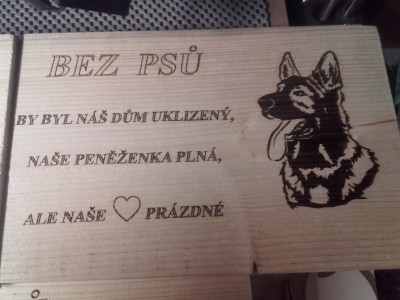 BEZ PSŮ
BY BYL NÁŠ DŮM UKLIZENÝ,
NAŠE PENĚŽENKA PLNÁ,
ALE NAŠE ♡ PRÁZDNÉ